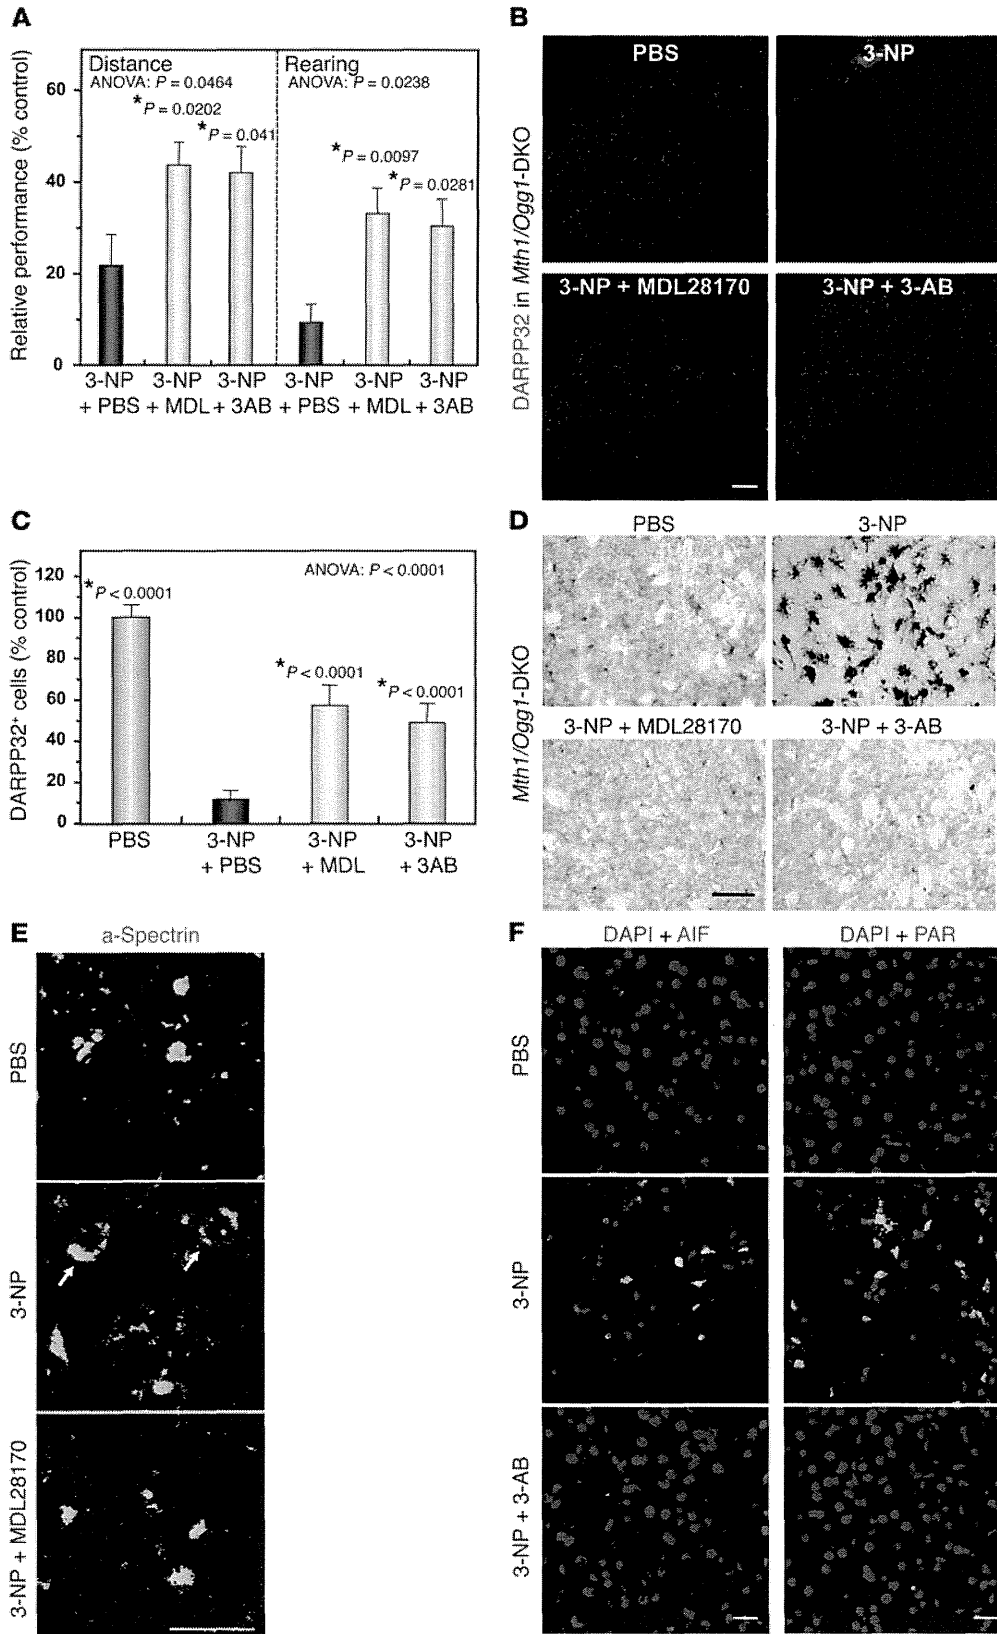 A
Relative performance (% control)
60
40
20
0
Distance
ANOVA: P = 0.0464
* P = 0.0202
* P = 0.041
Rearing
ANOVA: P = 0.0238
* P = 0.0097
* P = 0.0281
3-NP + PBS
3-NP + MDL
3-NP + 3AB
3-NP + PBS
3-NP + MDL
3-NP + 3AB
B
DARPP32 in Mth1/Ogg1-DKO
PBS
3-NP
3-NP + MDL28170
3-NP + 3-AB
C
DARPP32+ cells (% control)
120
100
80
60
40
20
0
ANOVA: P < 0.0001
* P < 0.0001
* P < 0.0001
* P < 0.0001
PBS
3-NP + PBS
3-NP + MDL
3-NP + 3AB
D
Mth1/Ogg1-DKO
PBS
3-NP
3-NP + MDL28170
3-NP + 3-AB
E
a-Spectrin
PBS
3-NP
3-NP + MDL28170
F
DAPI + AIF
DAPI + PAR
PBS
3-NP
3-NP + 3-AB